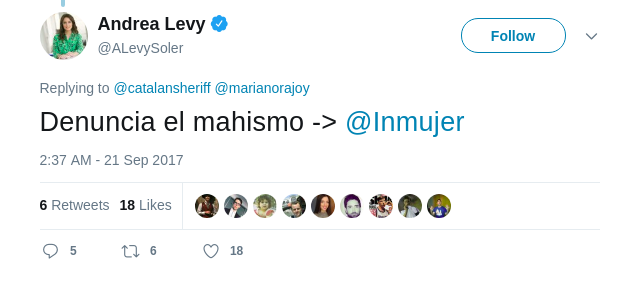 Andrea Levy
@ALevySoler
Follow
Replying to @catalansheriff @marianorajoy
Denuncia el mahismo -> @Inmujer
2:37 AM - 21 Sep 2017
6 Retweets 18 Likes
5 6 18